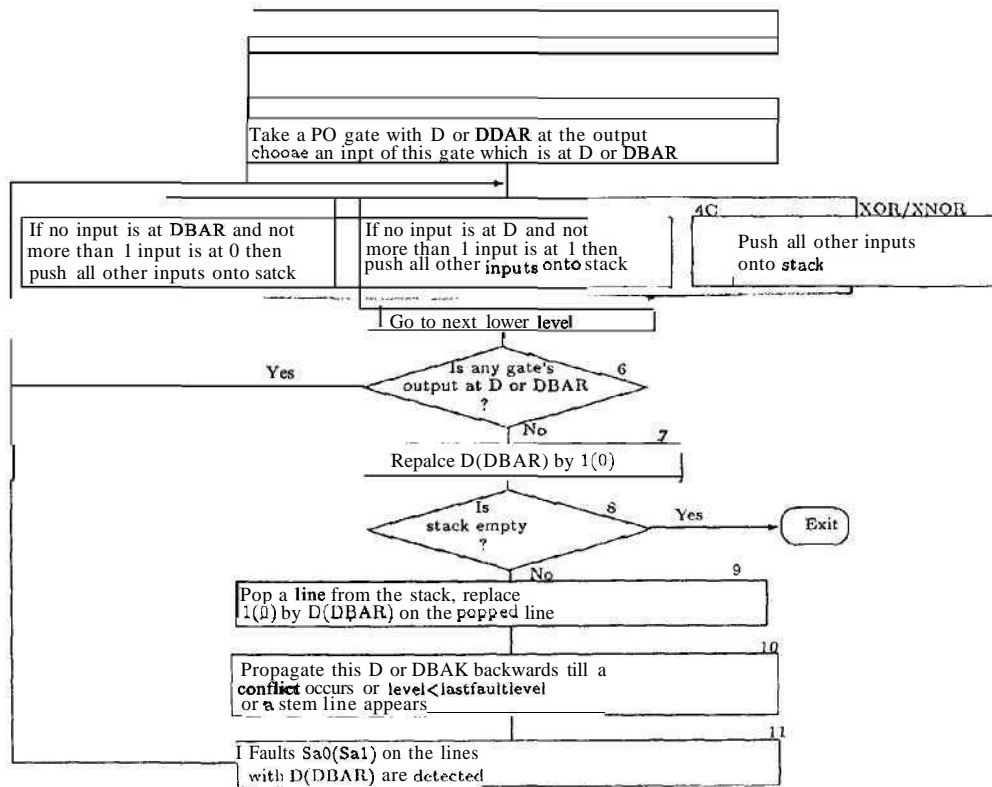 Take a PO gate with D or DDAR at the output
chooae an inpt of this gate which is at D or DBAR
4C
XOR/XNOR
If no input is at DBAR and not
more than 1 input is at 0 then
push all other inputs onto satck
If no input is at D and not
more than 1 input is at 1 then
push all other inputs onto stack
Push all other inputs
onto stack
Go to next lower level
Yes
Is any gate's
output at D or DBAR
?
6
No
7
Repalce D(DBAR) by 1(0)
Is
stack empty
?
8
Yes
Exit
No
9
Pop a line from the stack, replace
1(0) by D(DBAR) on the popped line
10
Propagate this D or DBAK backwards till a
conflict occurs or level<lastfaultlevel
or a stem line appears
11
I Faults Sa0(Sa1) on the lines
with D(DBAR) are detected